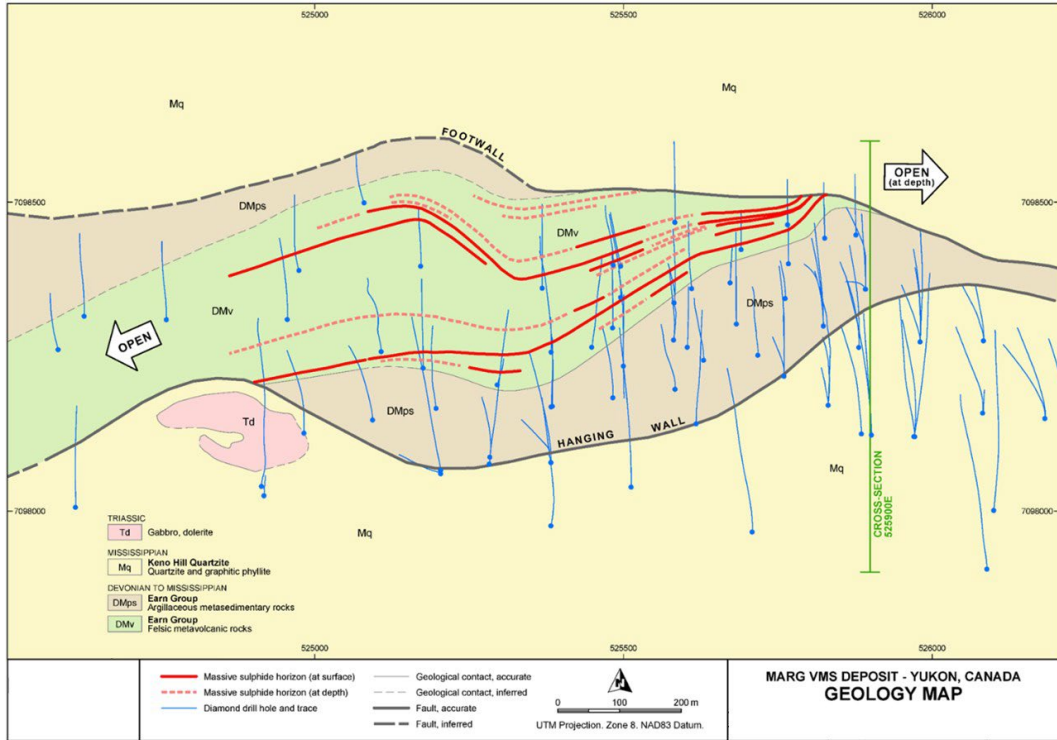 525000
525500
526000
Mq
Mq
FOOTWALL
OPEN
(at depth)
7098500
7098500
DMps
DMv
DMv
DMps
OPEN
Td
DMps
HANGING WALL
Mq
CROSS-SECTION
525900E
7098000
7098000
Mq
TRIASSIC
Td Gabbro, dolerite
MISSISSIPPIAN
Mq Keno Hill Quartzite
Quartzite and graphitic phyllite
DEVONIAN TO MISSISSIPPIAN
DMps Earn Group
Argillaceous metasedimentary rocks
DMv Earn Group
Felsic metavolcanic rocks
525000
525500
526000
Massive sulphide horizon (at surface)
Massive sulphide horizon (at depth)
Diamond drill hole and trace
Geological contact, accurate
Geological contact, inferred
Fault, accurate
Fault, inferred
N
0 100 200 m
UTM Projection. Zone 8. NAD83 Datum.
MARG VMS DEPOSIT - YUKON, CANADA
GEOLOGY MAP